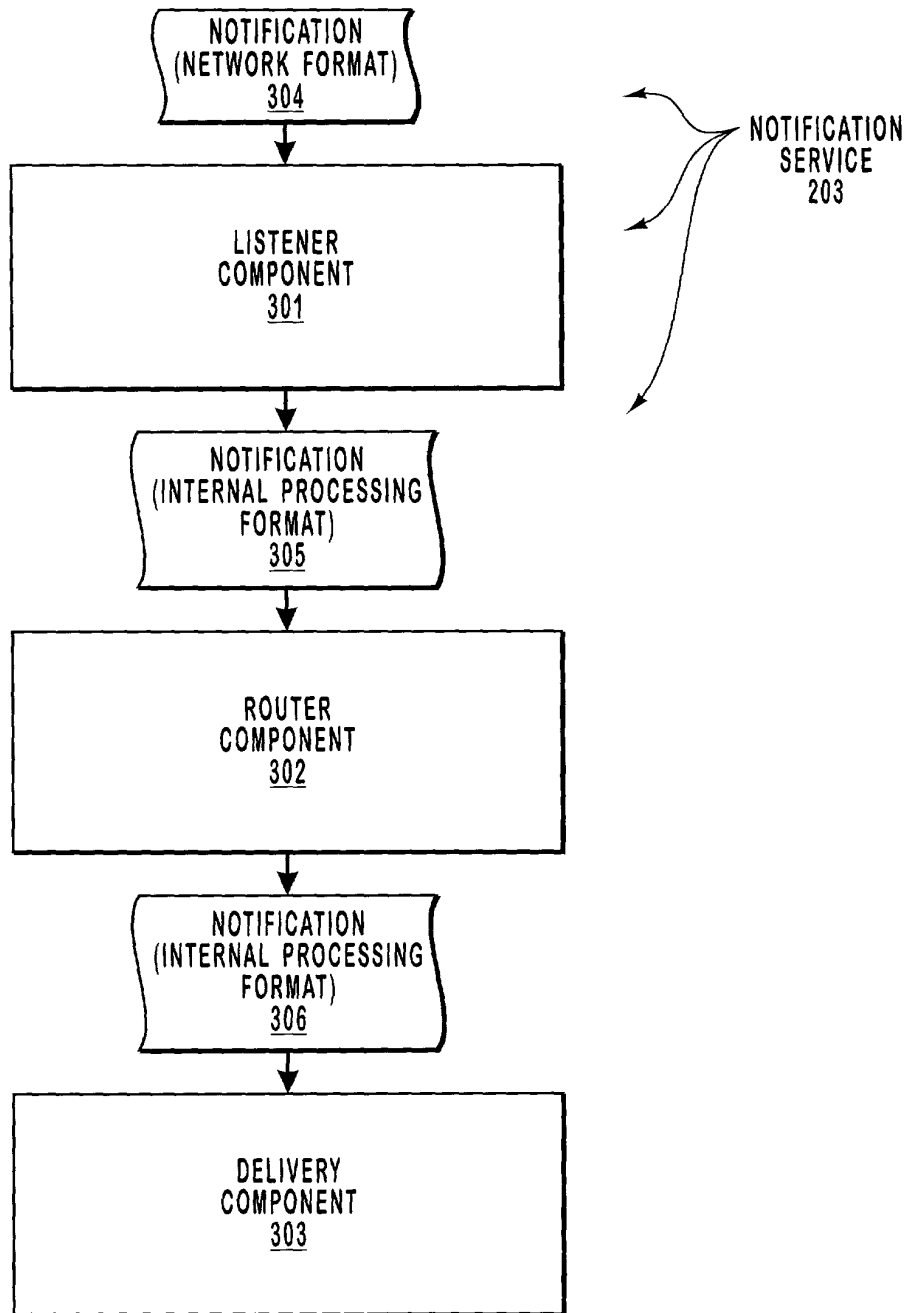 NOTIFICATION
(NETWORK FORMAT)
304
NOTIFICATION
SERVICE
203
LISTENER
COMPONENT
301
NOTIFICATION
(INTERNAL PROCESSING
FORMAT)
305
ROUTER
COMPONENT
302
NOTIFICATION
(INTERNAL PROCESSING
FORMAT)
306
DELIVERY
COMPONENT
303